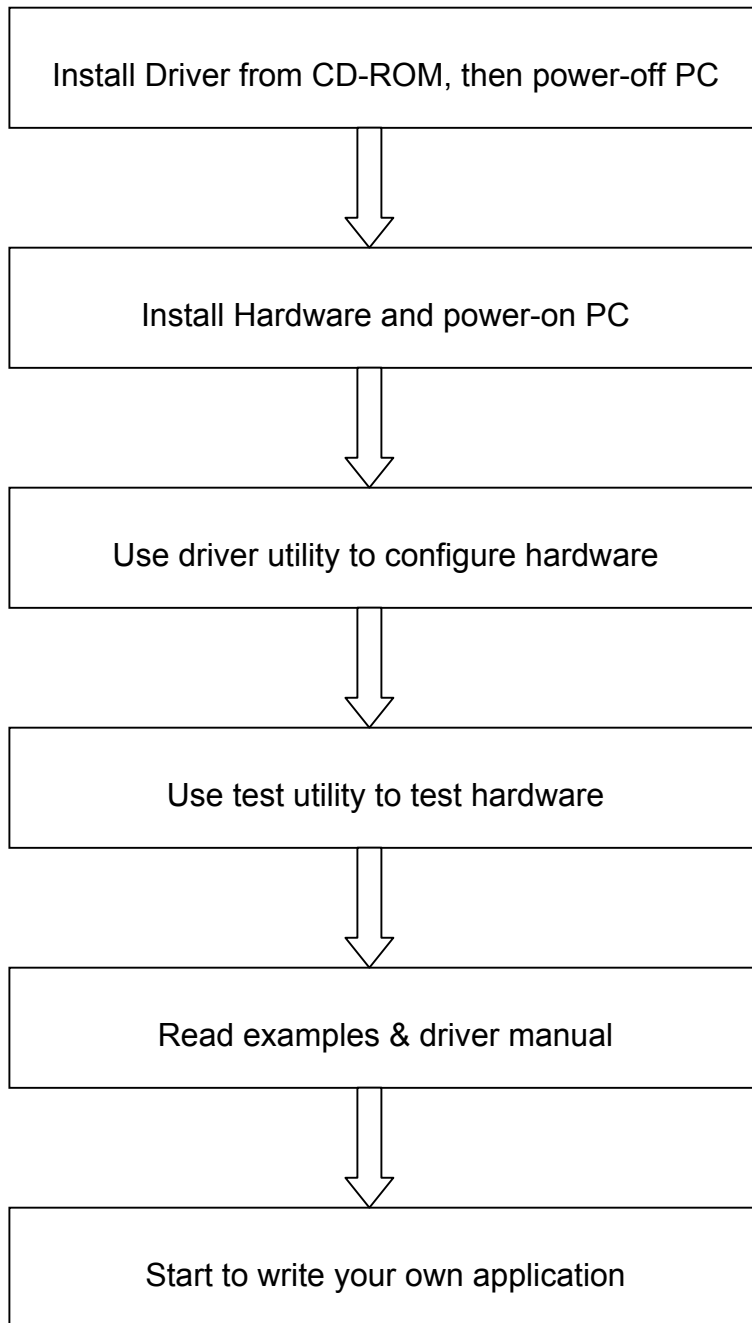 Install Driver from CD-ROM, then power-off PC
Install Hardware and power-on PC
Use driver utility to configure hardware
Use test utility to test hardware
Read examples & driver manual
Start to write your own application